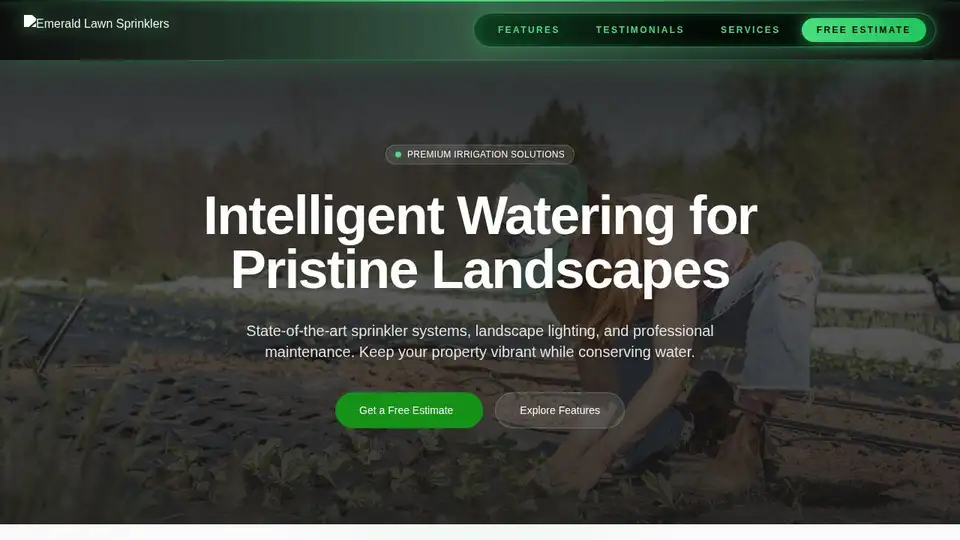 Emerald Lawn Sprinklers
FEATURES
TESTIMONIALS
SERVICES
FREE ESTIMATE
PREMIUM IRRIGATION SOLUTIONS
Intelligent Watering for
Pristine Landscapes
State-of-the-art sprinkler systems, landscape lighting, and professional
maintenance. Keep your property vibrant while conserving water.
Get a Free Estimate
Explore Features